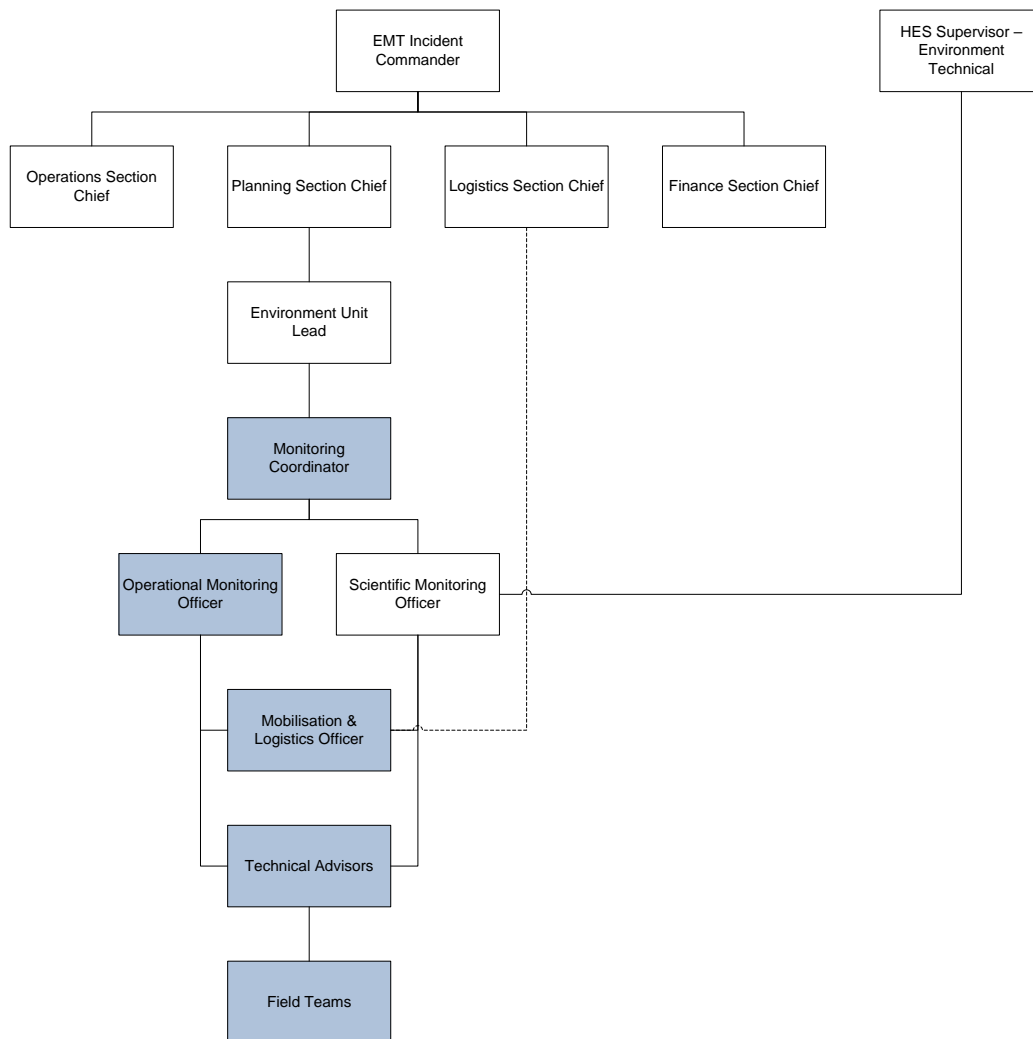 EMT Incident
Commander
HES Supervisor –
Environment
Technical
Operations Section
Chief
Planning Section Chief
Logistics Section Chief
Finance Section Chief
Environment Unit
Lead
Monitoring
Coordinator
Operational Monitoring
Officer
Scientific Monitoring
Officer
Mobilisation &
Logistics Officer
Technical Advisors
Field Teams